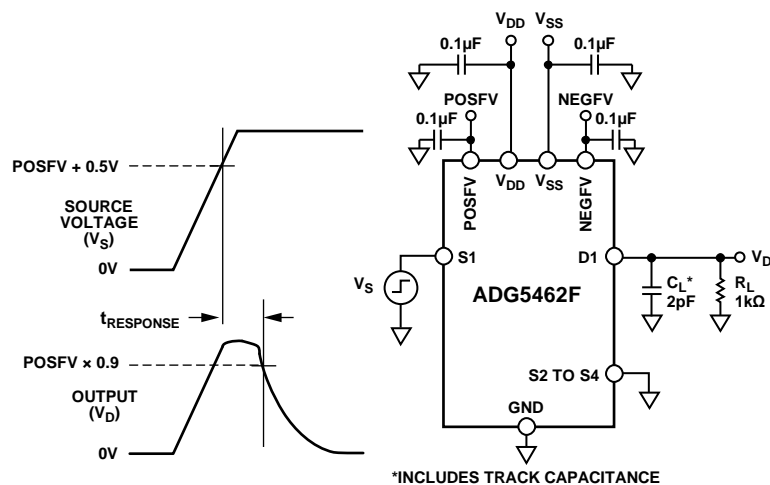 POSFV + 0.5V
SOURCE
VOLTAGE
(VS)
0V
tRESPONSE
POSFV × 0.9
OUTPUT
(VD)
0V
VDD
VSS
0.1µF
0.1µF
POSFV
NEGFV
0.1µF
0.1µF
POSFV
VDD
VSS
NEGFV
S1
D1
VD
VS
ADG5462F
CL*
2pF
RL
1kΩ
S2 TO S4
GND
*INCLUDES TRACK CAPACITANCE